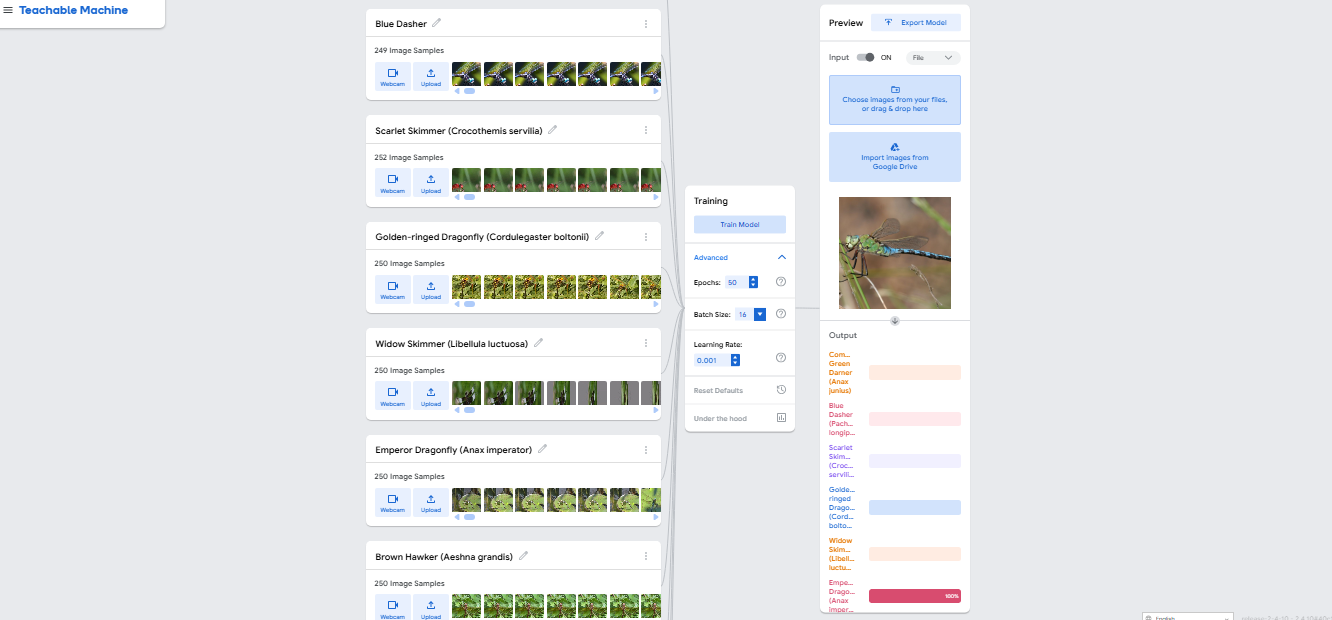 Teachable Machine
Blue Dasher
249 Image Samples
Webcam
Upload
Scarlet Skimmer (Crocothemis servilia)
252 Image Samples
Webcam
Upload
Golden-ringed Dragonfly (Cordulegaster boltonii)
250 Image Samples
Webcam
Upload
Widow Skimmer (Libellula luctuosa)
250 Image Samples
Webcam
Upload
Emperor Dragonfly (Anax imperator)
250 Image Samples
Webcam
Upload
Brown Hawker (Aeshna grandis)
250 Image Samples
Webcam
Upload
Training
Train Model
Advanced
Epochs: 50
Batch Size: 16
Learning Rate:
0.001
Reset Defaults
Under the hood
Preview
Export Model
Input ON File
Choose images from your files,
or drag & drop here
Import images from
Google Drive
Output
Com...
Green
Darner
(Anax
junius)
Blue
Dasher
(Pach...
longip...
Scarlet
Skim...
(Croc...
servili...
Golde...
ringed
Drago...
(Cord...
bolto...
Widow
Skim...
(Libell...
luctu...
Empe...
Drago...
(Anax
imper...
100%
English